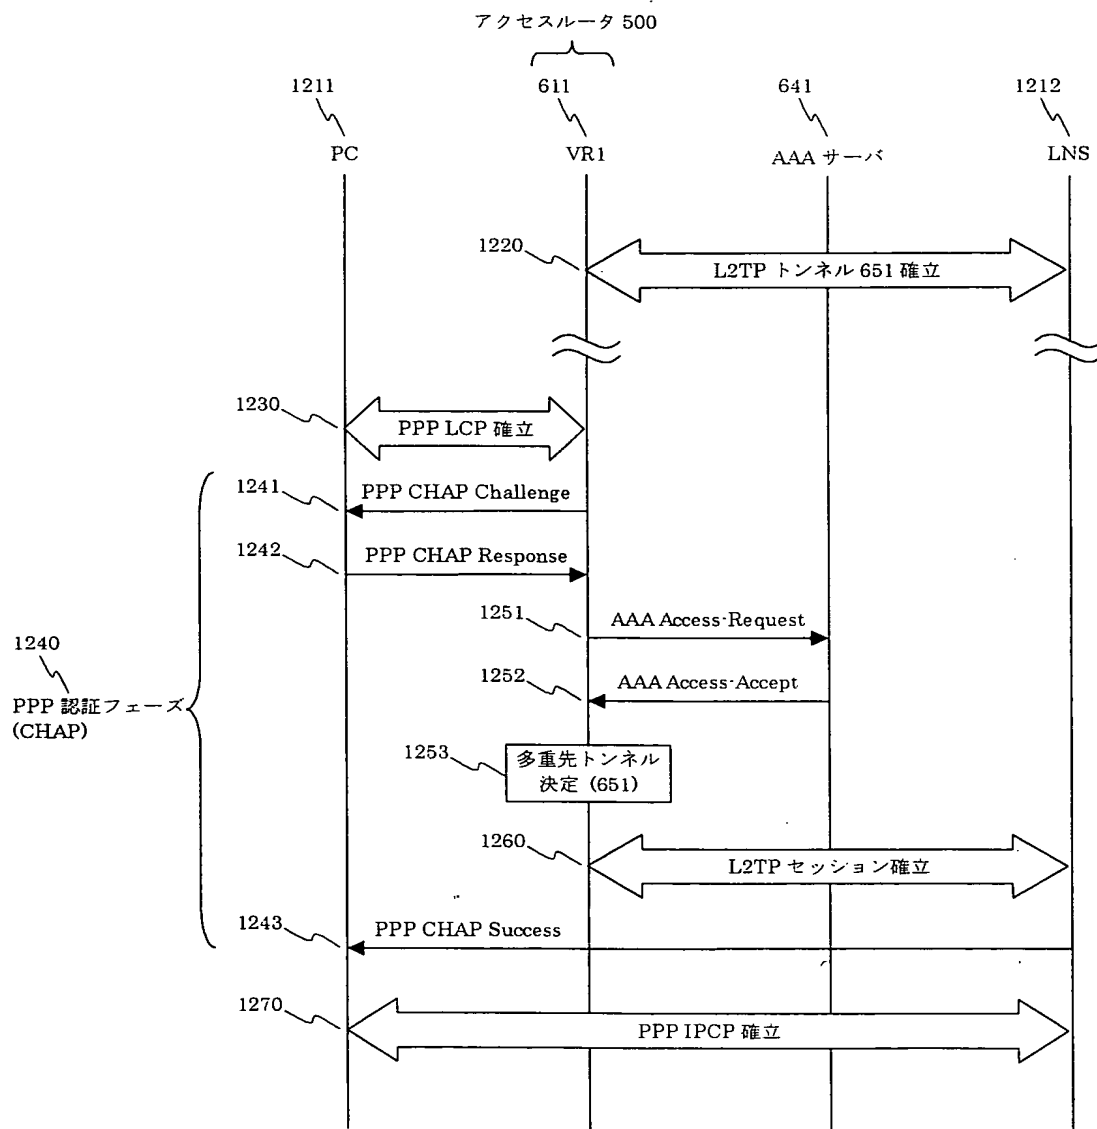 アクセスルータ 500
1211
611
641
1212
PC
VR1
AAA サーバ
LNS
1220
L2TP トンネル 651 確立
1230
PPP LCP 確立
1241
PPP CHAP Challenge
1242
PPP CHAP Response
1251
AAA Access-Request
1240
1252
AAA Access-Accept
PPP 認証フェーズ
(CHAP)
1253
多重先トンネル
決定 (651)
1260
L2TP セッション確立
1243
PPP CHAP Success
1270
PPP IPCP 確立